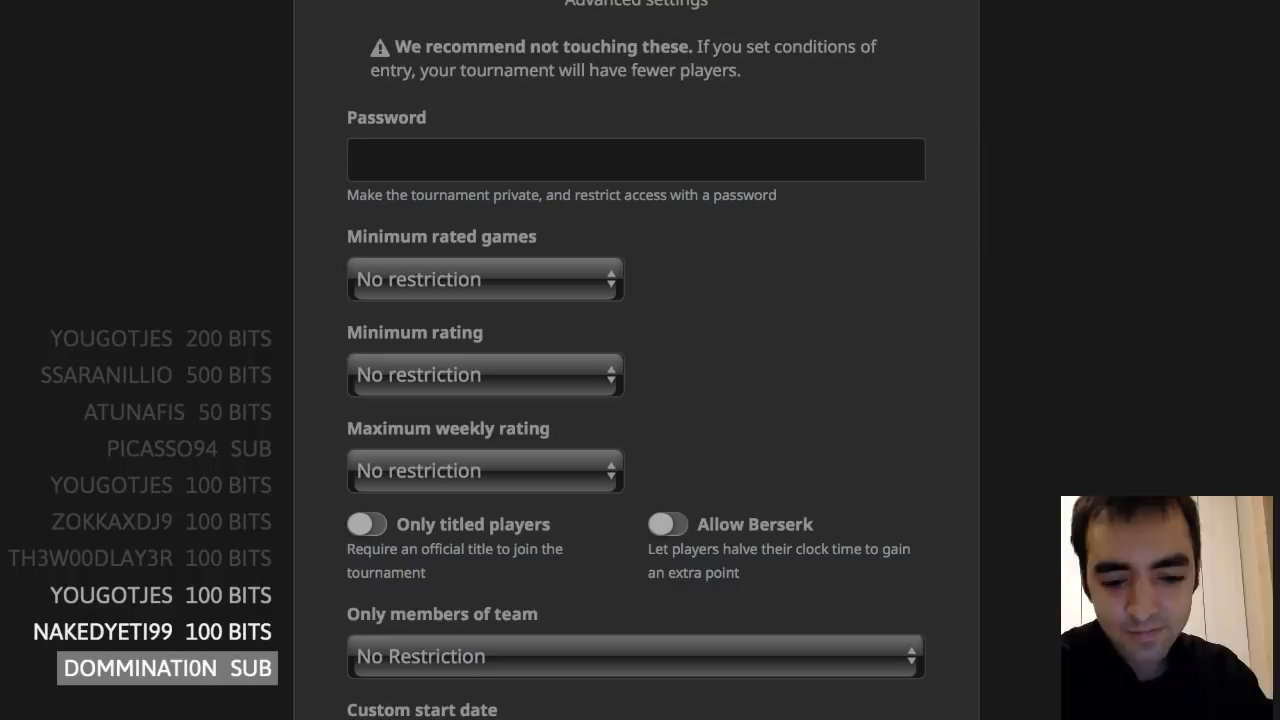 Advanced settings
We recommend not touching these. If you set conditions of
entry, your tournament will have fewer players.
Password
Make the tournament private, and restrict access with a password
Minimum rated games
No restriction
Minimum rating
No restriction
Maximum weekly rating
No restriction
Only titled players
Require an official title to join the
tournament
Allow Berserk
Let players halve their clock time to gain
an extra point
Only members of team
No Restriction
Custom start date
YOUGOTJES 200 BITS
SSARANILLIO 500 BITS
ATUNAFIS 50 BITS
PICASSO94 SUB
YOUGOTJES 100 BITS
ZOKKAXDJ9 100 BITS
TH3W00DLAY3R 100 BITS
YOUGOTJES 100 BITS
NAKEDYETI99 100 BITS
DOMMINATI0N SUB